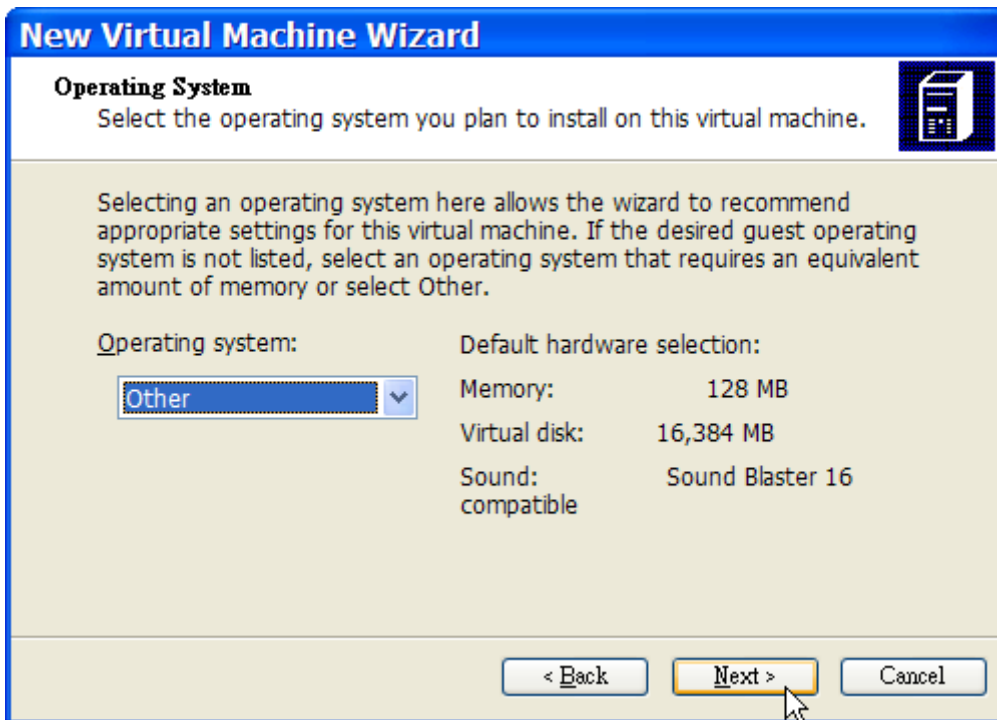 New Virtual Machine Wizard
Operating System
Select the operating system you plan to install on this virtual machine.
Selecting an operating system here allows the wizard to recommend
appropriate settings for this virtual machine. If the desired guest operating
system is not listed, select an operating system that requires an equivalent
amount of memory or select Other.
Operating system:
Other
Default hardware selection:
Memory: 128 MB
Virtual disk: 16,384 MB
Sound: Sound Blaster 16
compatible
< Back Next > Cancel